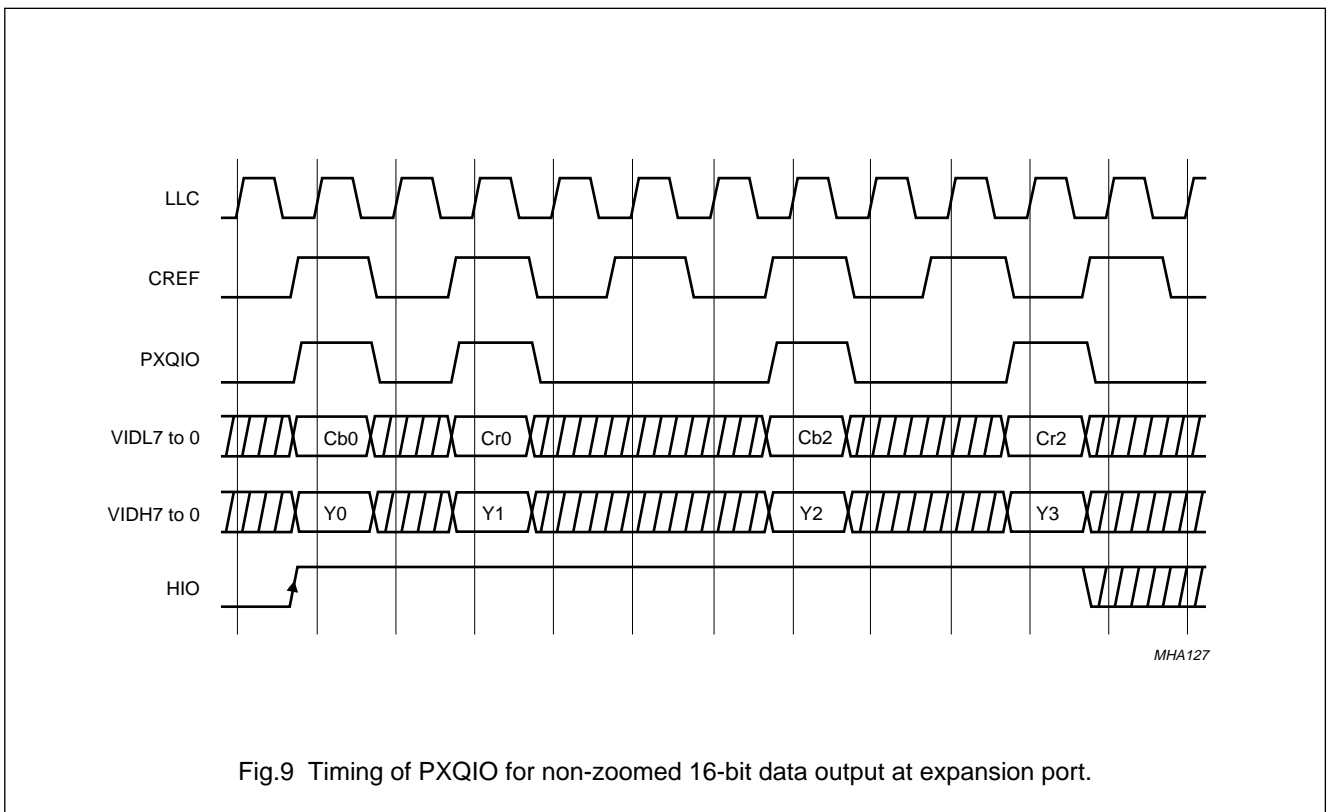 LLC
CREF
PXQIO
VIDL7 to 0 Cb0 Cr0 Cb2 Cr2
VIDH7 to 0 Y0 Y1 Y2 Y3
HIO
MHA127
Fig.9 Timing of PXQIO for non-zoomed 16-bit data output at expansion port.